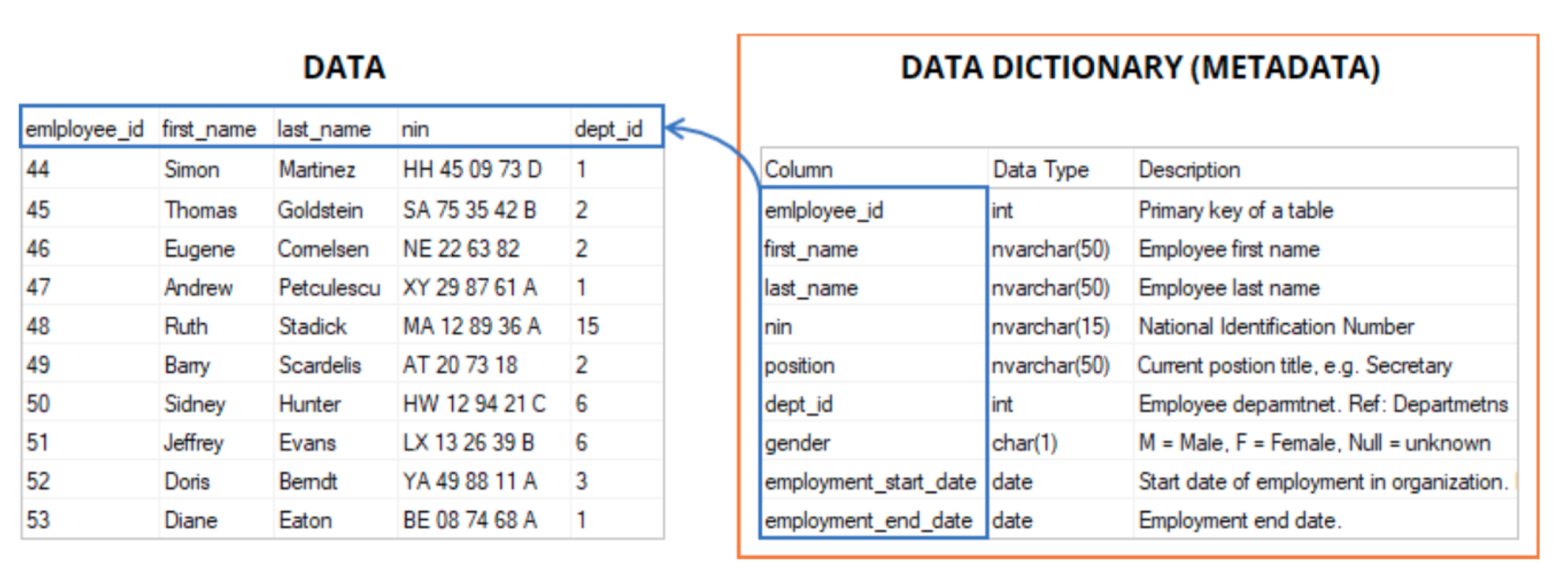 DATA
emlployee_id first_name last_name nin dept_id
44 Simon Martinez HH 45 09 73 D 1
45 Thomas Goldstein SA 75 35 42 B 2
46 Eugene Cornelsen NE 22 63 82 2
47 Andrew Petculescu XY 29 87 61 A 1
48 Ruth Stadick MA 12 89 36 A 15
49 Barry Scardelis AT 20 73 18 2
50 Sidney Hunter HW 12 94 21 C 6
51 Jeffrey Evans LX 13 26 39 B 6
52 Doris Berndt YA 49 88 11 A 3
53 Diane Eaton BE 08 74 68 A 1
DATA DICTIONARY (METADATA)
Column Data Type Description
emlployee_id int Primary key of a table
first_name nvarchar(50) Employee first name
last_name nvarchar(50) Employee last name
nin nvarchar(15) National Identification Number
position nvarchar(50) Current postion title, e.g. Secretary
dept_id int Employee deparmtnet. Ref: Departmetns
gender char(1) M = Male, F = Female, Null = unknown
employment_start_date date Start date of employment in organization.
employment_end_date date Employment end date.